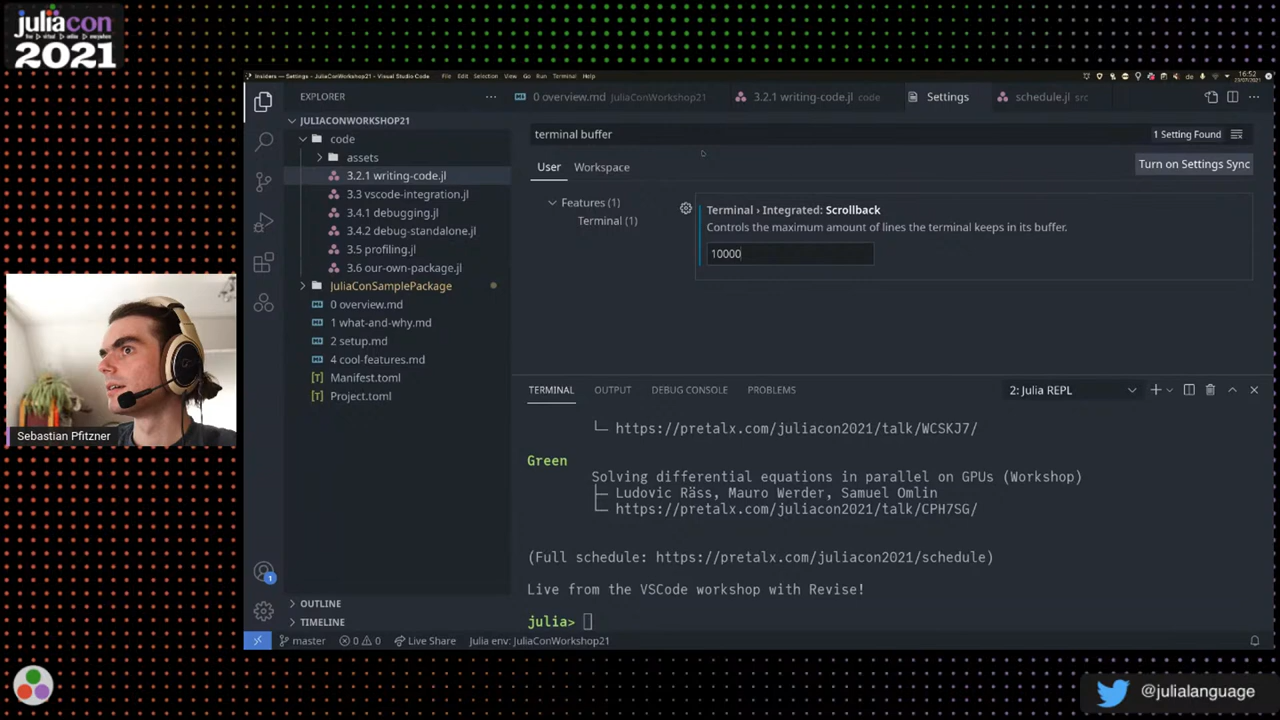 juliacon
2021
Insiders — Settings - JuliaConWorkshop21 - Visual Studio Code
File Edit Selection View Go Run Terminal Help
de
16:52
23/07/2021
EXPLORER
0 overview.md JuliaConWorkshop21
3.2.1 writing-code.jl code
Settings
schedule.jl src
JULIACONWORKSHOP21
code
assets
3.2.1 writing-code.jl
3.3 vscode-integration.jl
3.4.1 debugging.jl
3.4.2 debug-standalone.jl
3.5 profiling.jl
3.6 our-own-package.jl
JuliaConSamplePackage
0 overview.md
1 what-and-why.md
2 setup.md
4 cool-features.md
Manifest.toml
Project.toml
OUTLINE
TIMELINE
terminal buffer
1 Setting Found
User Workspace
Turn on Settings Sync
Features (1)
Terminal (1)
Terminal › Integrated: Scrollback
Controls the maximum amount of lines the terminal keeps in its buffer.
10000
TERMINAL OUTPUT DEBUG CONSOLE PROBLEMS
2: Julia REPL
https://pretalx.com/juliacon2021/talk/WCSKJ7/
Green
Solving differential equations in parallel on GPUs (Workshop)
Ludovic Räss, Mauro Werder, Samuel Omlin
https://pretalx.com/juliacon2021/talk/CPH7SG/
(Full schedule: https://pretalx.com/juliacon2021/schedule)
Live from the VSCode workshop with Revise!
julia>
1
master 0 0 Live Share Julia env: JuliaConWorkshop21
Sebastian Pfitzner
@julialanguage